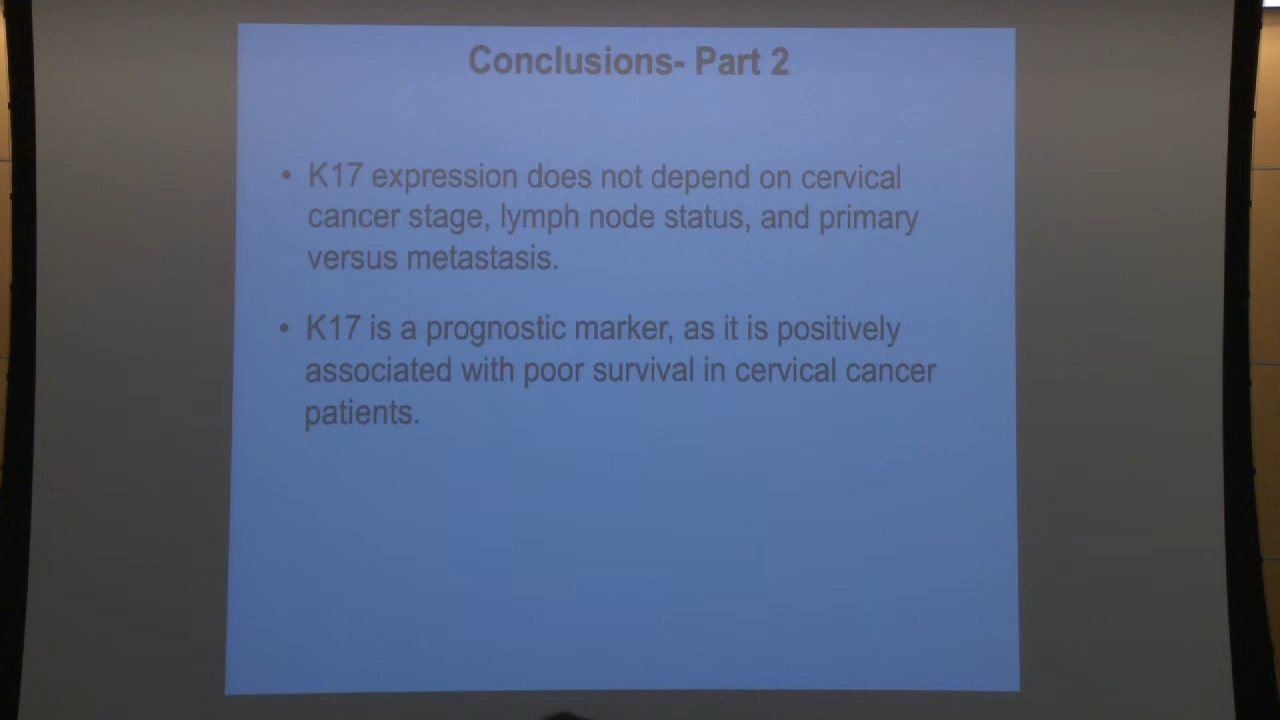 Conclusions- Part 2
• K17 expression does not depend on cervical
cancer stage, lymph node status, and primary
versus metastasis.
• K17 is a prognostic marker, as it is positively
associated with poor survival in cervical cancer
patients.